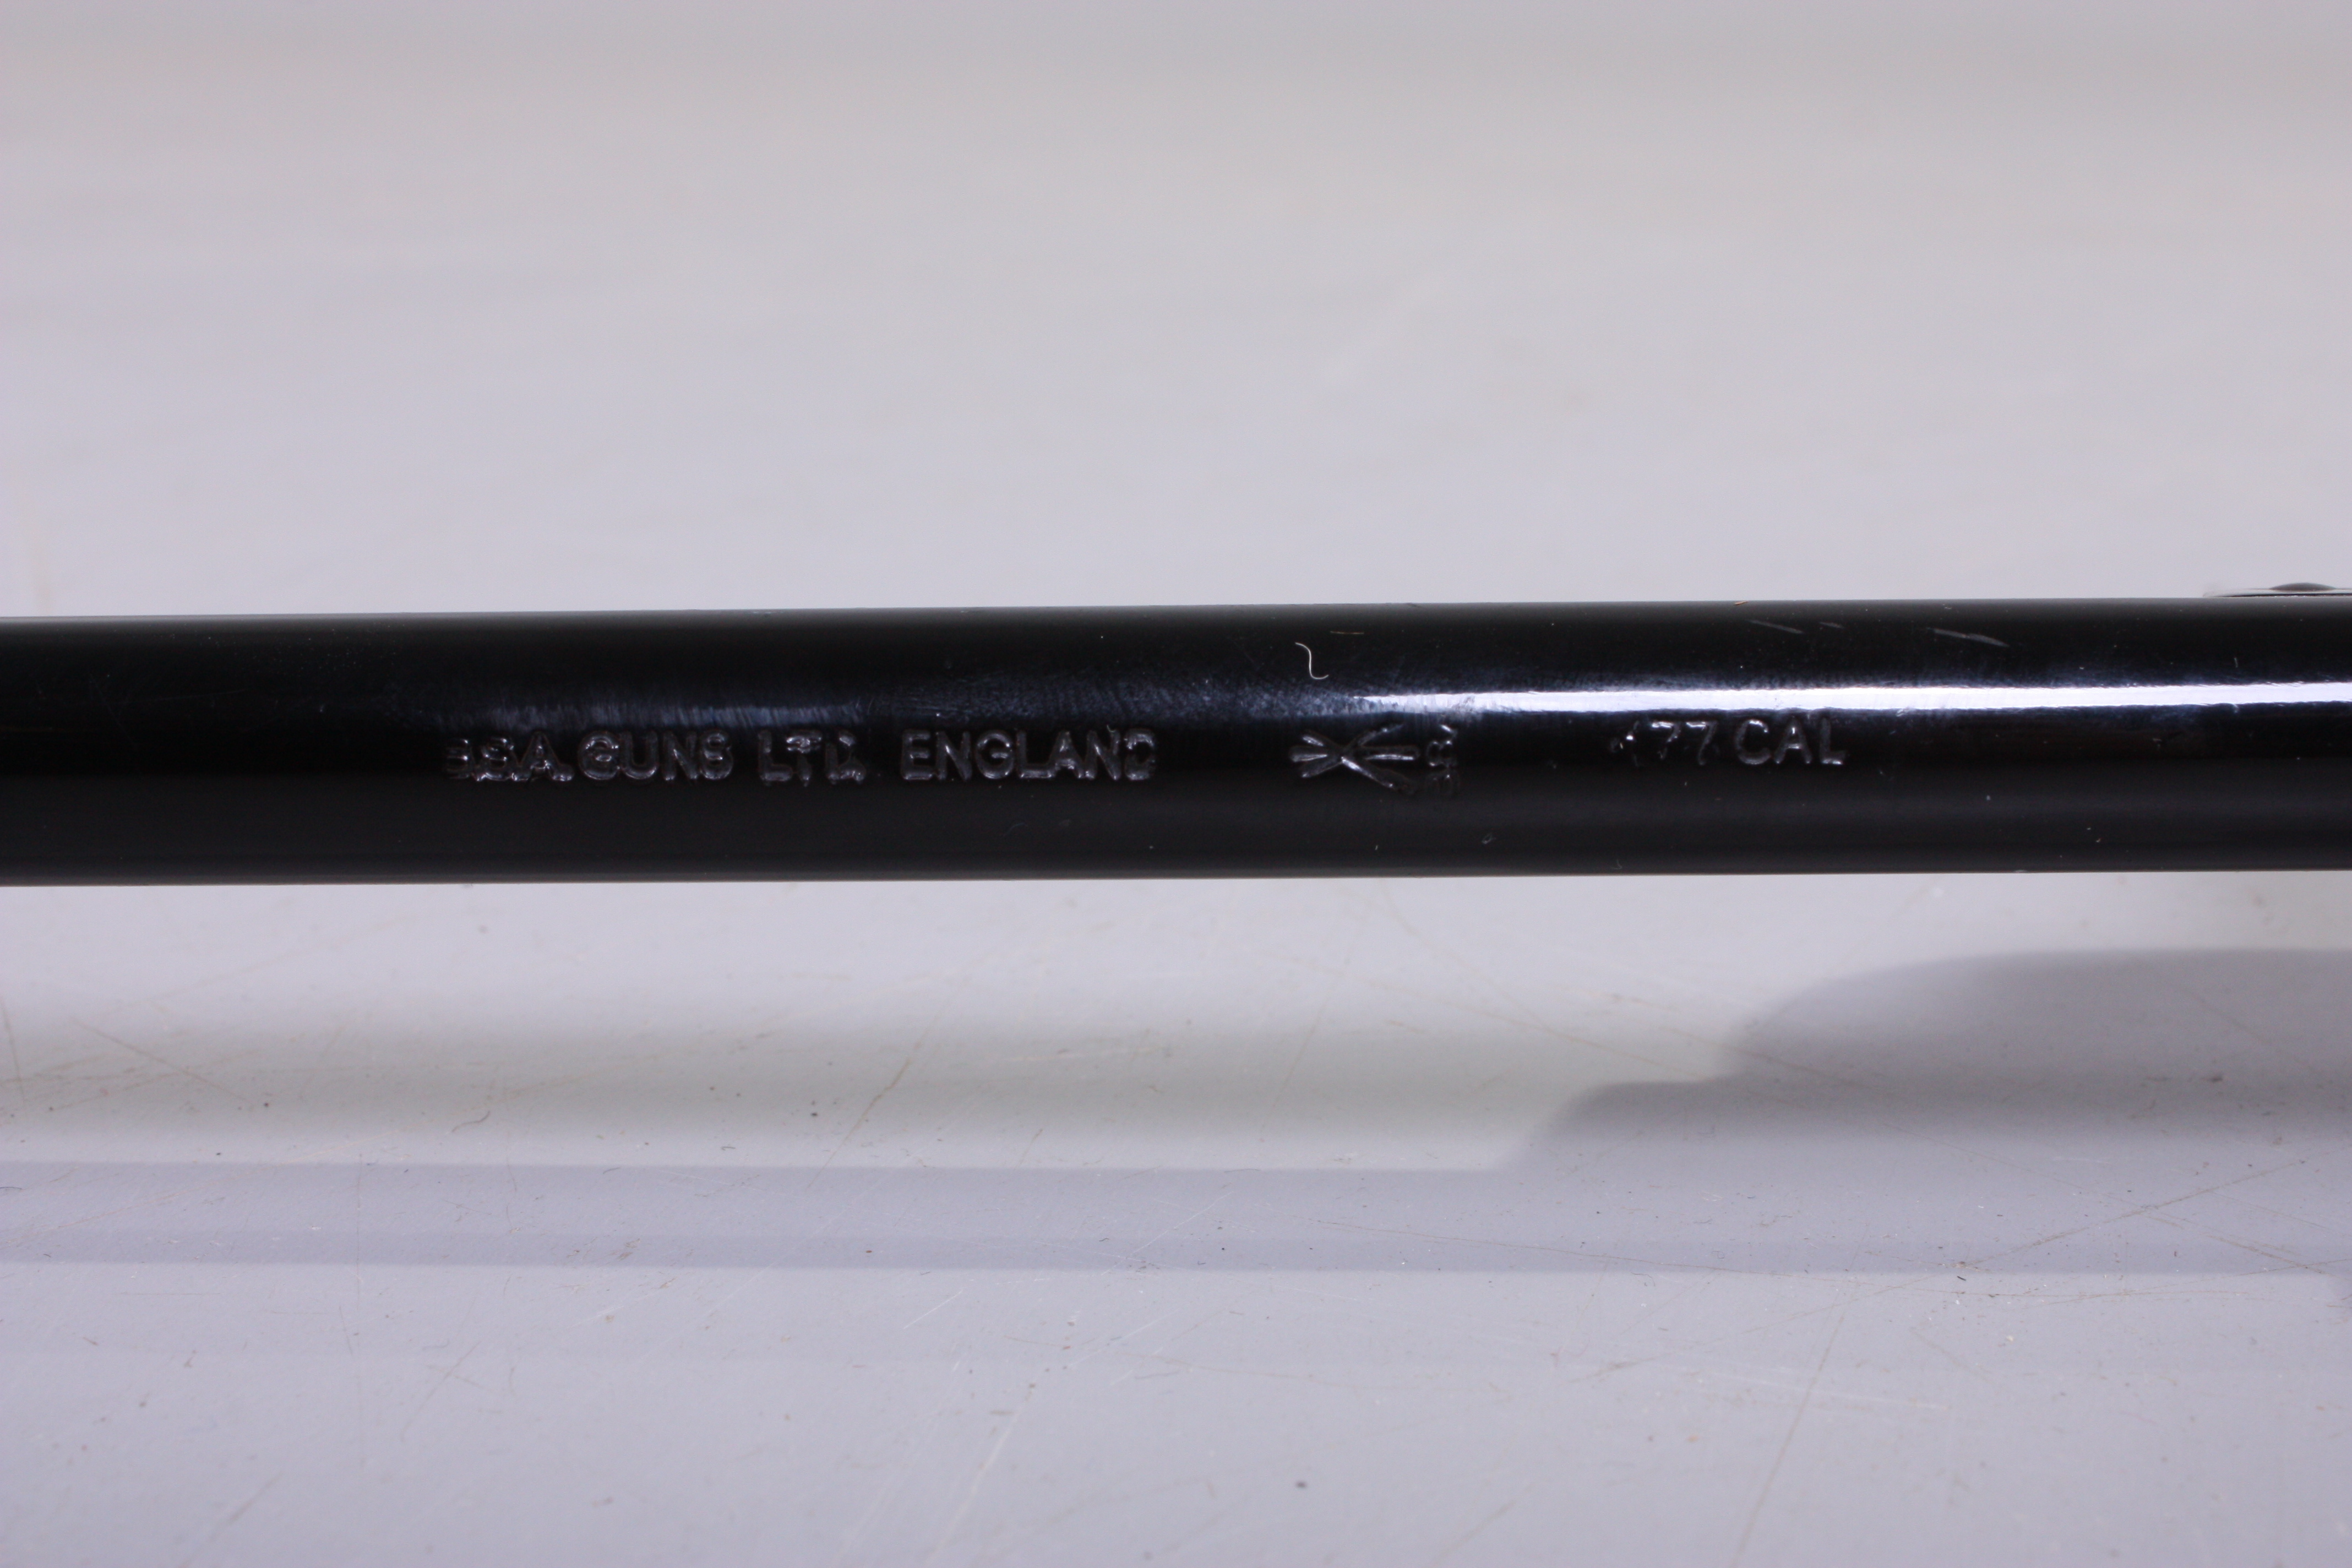 B.S.A. GUNS LTD. ENGLAND .177 CAL